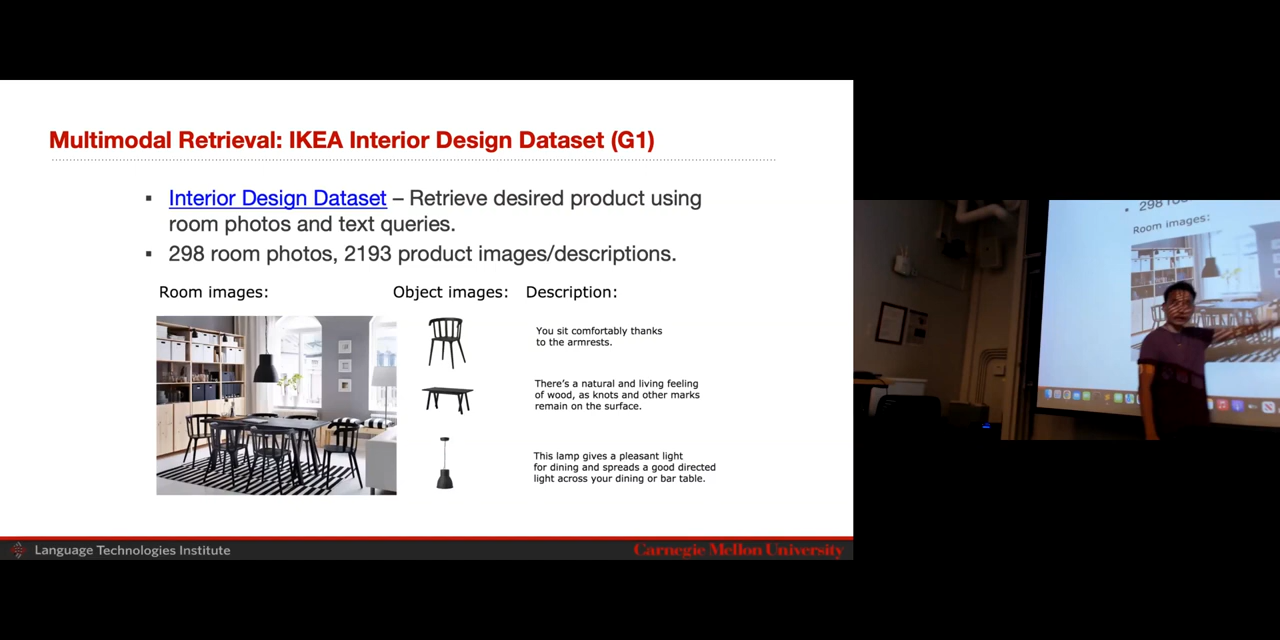 Multimodal Retrieval: IKEA Interior Design Dataset (G1)
▪ Interior Design Dataset – Retrieve desired product using
room photos and text queries.
▪ 298 room photos, 2193 product images/descriptions.
Room images:
Object images:
Description:
You sit comfortably thanks
to the armrests.
There's a natural and living feeling
of wood, as knots and other marks
remain on the surface.
This lamp gives a pleasant light
for dining and spreads a good directed
light across your dining or bar table.
Language Technologies Institute
Carnegie Mellon University
• 298
Room images: